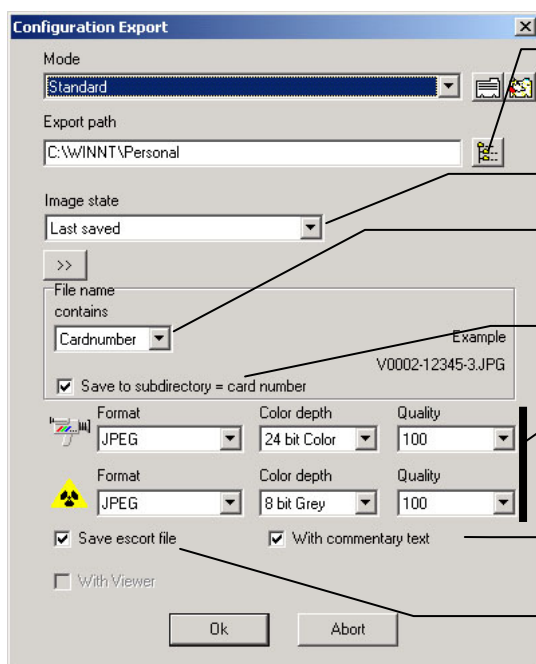 Configuration Export
Mode
Standard
Export path
C:\WINNT\Personal
Image state
Last saved
>>
File name
contains
Cardnumber
Example
V0002-12345-3.JPG
Save to subdirectory = card number
Format Color depth Quality
JPEG 24 bit Color 100
Format Color depth Quality
JPEG 8 bit Grey 100
Save escort file With commentary text
With Viewer
Ok Abort